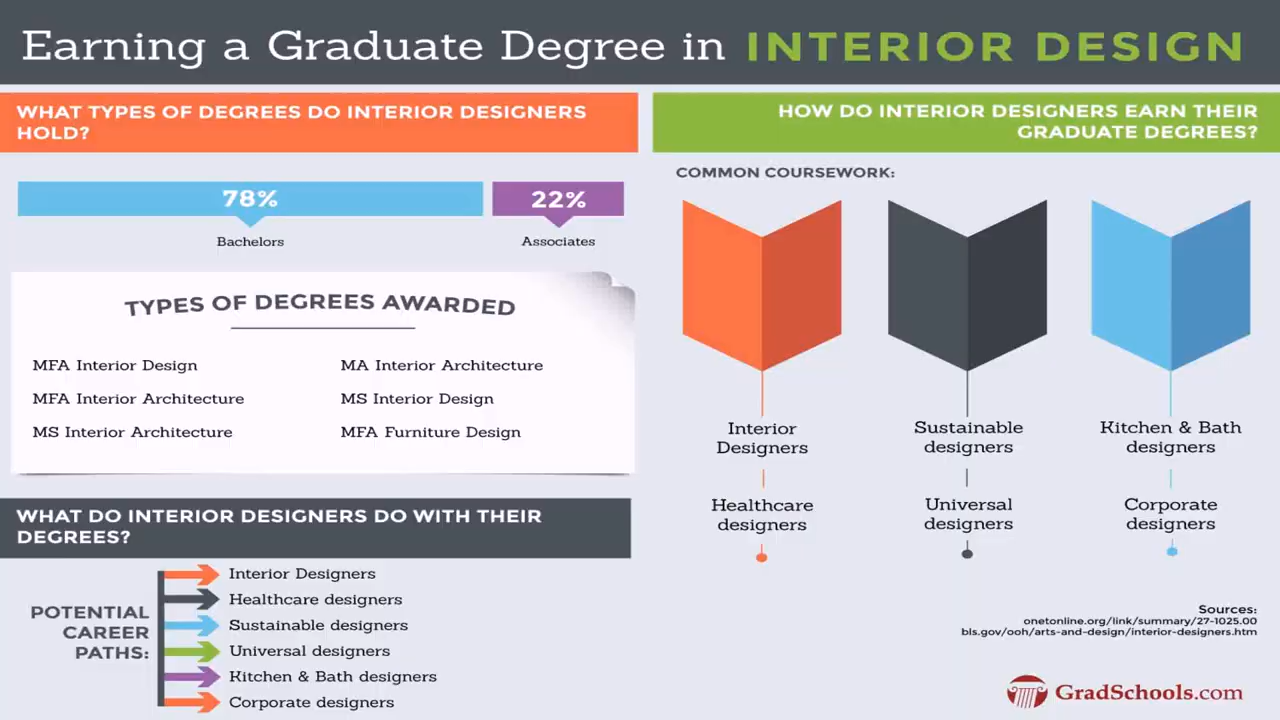 Earning a Graduate Degree in INTERIOR DESIGN
WHAT TYPES OF DEGREES DO INTERIOR DESIGNERS
HOLD?
78%
22%
Bachelors
Associates
TYPES OF DEGREES AWARDED
MFA Interior Design
MA Interior Architecture
MFA Interior Architecture
MS Interior Design
MS Interior Architecture
MFA Furniture Design
WHAT DO INTERIOR DESIGNERS DO WITH THEIR
DEGREES?
POTENTIAL
CAREER
PATHS:
Interior Designers
Healthcare designers
Sustainable designers
Universal designers
Kitchen & Bath designers
Corporate designers
HOW DO INTERIOR DESIGNERS EARN THEIR
GRADUATE DEGREES?
COMMON COURSEWORK:
Interior
Designers
Healthcare
designers
Sustainable
designers
Universal
designers
Kitchen & Bath
designers
Corporate
designers
Sources:
onetonline.org/link/summary/27-1025.00
bls.gov/ooh/arts-and-design/interior-designers.htm
GradSchools.com